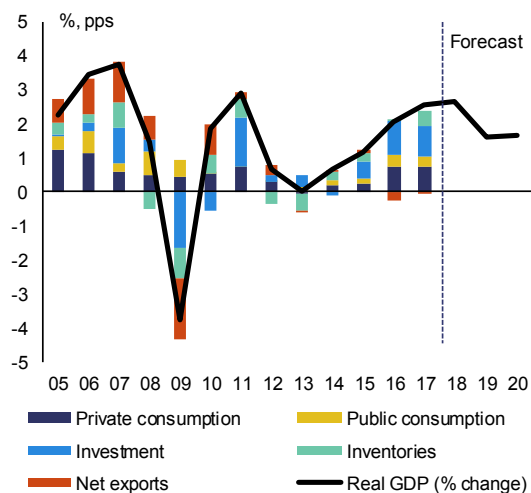 %, pps
Forecast
5
4
3
2
1
0
-1
-2
-3
-4
-5
05 06 07 08 09 10 11 12 13 14 15 16 17 18 19 20
Private consumption Public consumption
Investment Inventories
Net exports Real GDP (% change)